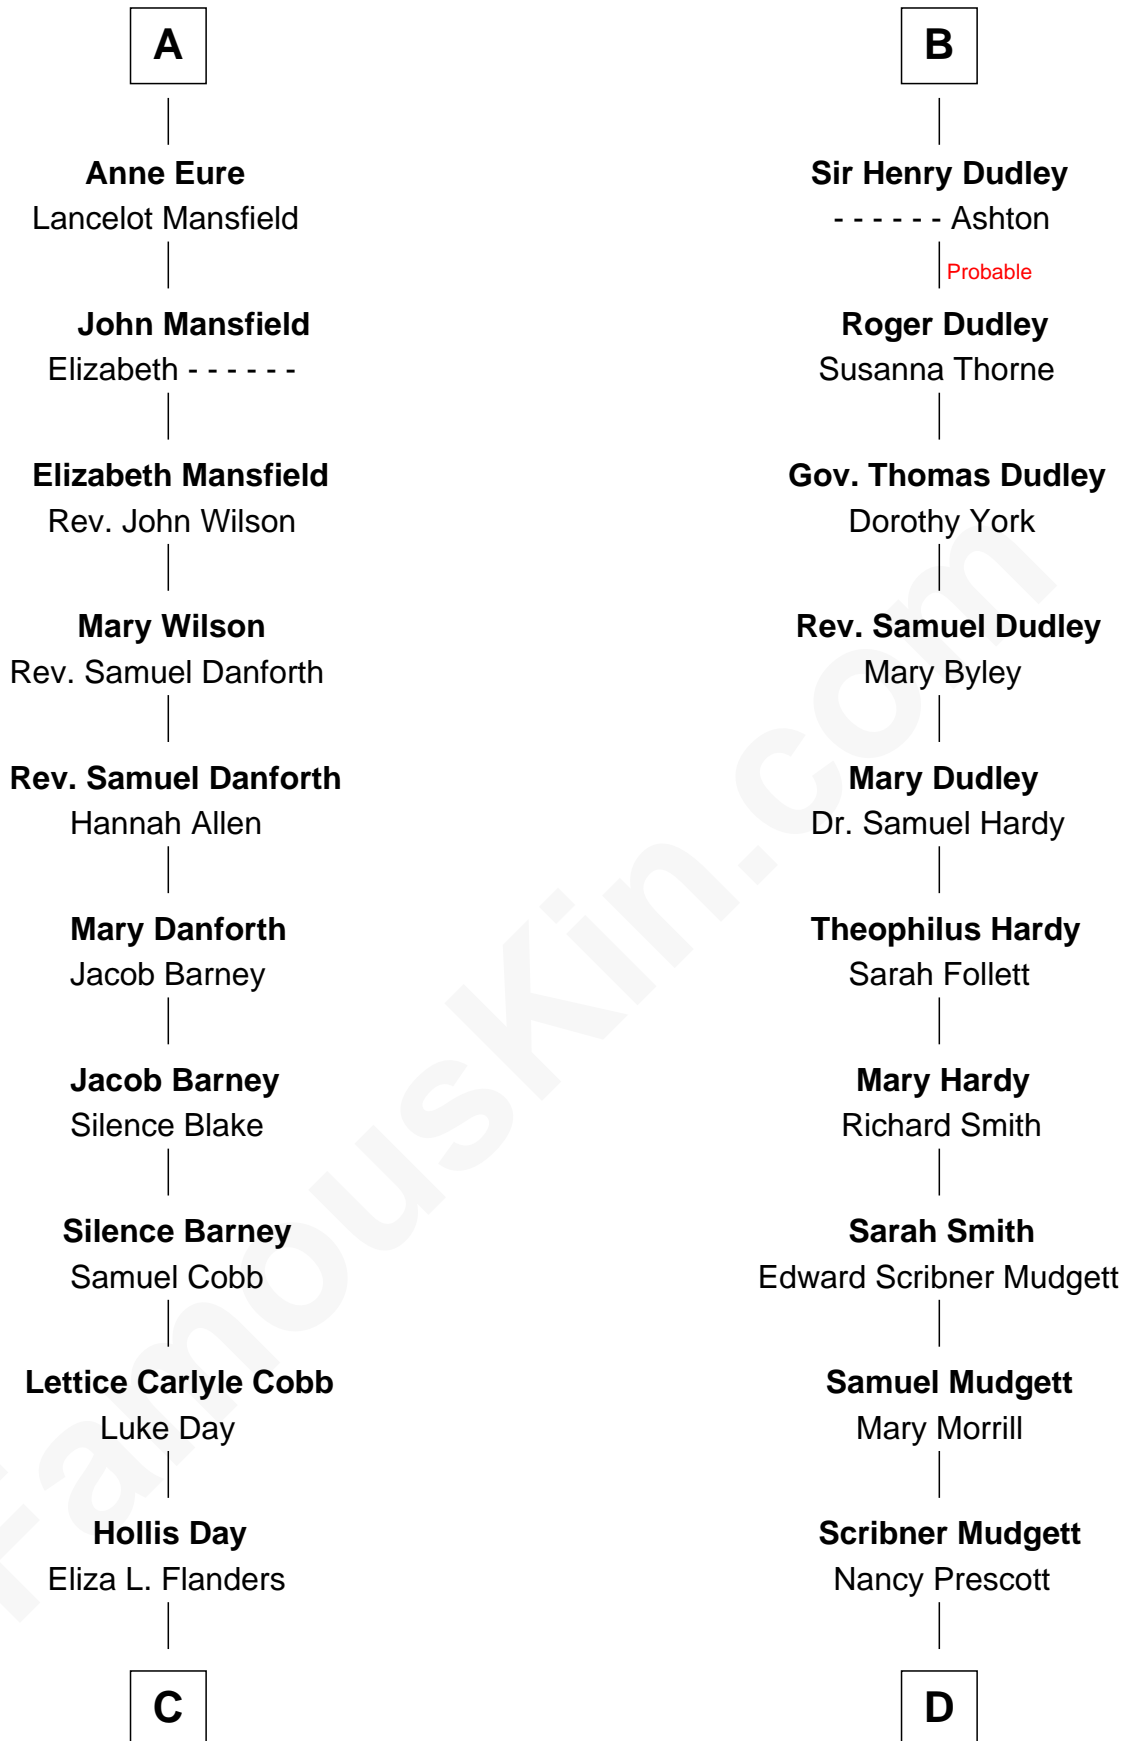 A
Anne Eure
Lancelot Mansfield
John Mansfield
Elizabeth - - - - - -
Elizabeth Mansfield
Rev. John Wilson
Mary Wilson
Rev. Samuel Danforth
Rev. Samuel Danforth
Hannah Allen
Mary Danforth
Jacob Barney
Jacob Barney
Silence Blake
Silence Barney
Samuel Cobb
Lettice Carlyle Cobb
Luke Day
Hollis Day
Eliza L. Flanders
C
B
Sir Henry Dudley
- - - - - - Ashton
Probable
Roger Dudley
Susanna Thorne
Gov. Thomas Dudley
Dorothy York
Rev. Samuel Dudley
Mary Byley
Mary Dudley
Dr. Samuel Hardy
Theophilus Hardy
Sarah Follett
Mary Hardy
Richard Smith
Sarah Smith
Edward Scribner Mudgett
Samuel Mudgett
Mary Morrill
Scribner Mudgett
Nancy Prescott
D
FamousKin.com